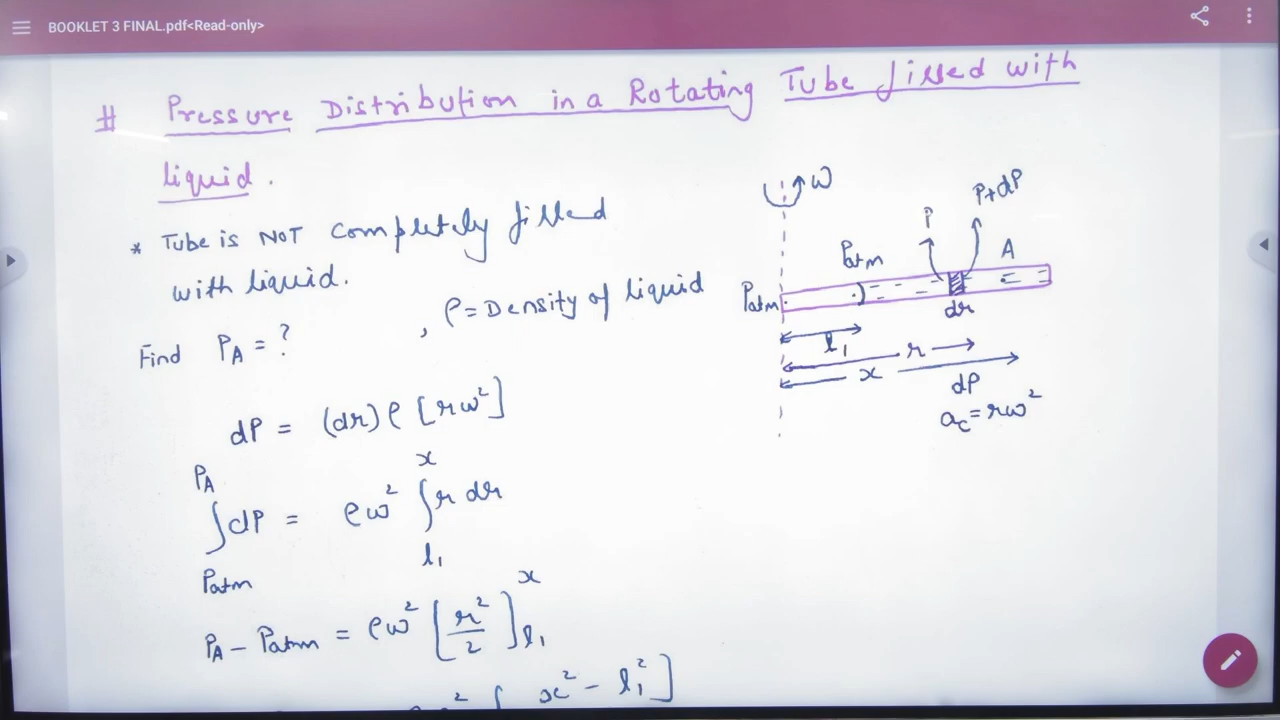 BOOKLET 3 FINAL.pdf<Read-only>
# Pressure Distribution in a Rotating Tube filled with
liquid.
* Tube is NOT completely filled
with liquid.
Find P_A = ? , ρ = Density of liquid
dP = (dr) ρ [rω²]
∫_{Patm}^{P_A} dP = ρω² ∫_{l₁}^{x} r dr
P_A - Patm = ρω² [r²/2]_{l₁}^{x}
x² - l₁² ]
ω
P+dP
P
Patm
A
Patm
dr
l₁
r
x
dP
a_c = rω²